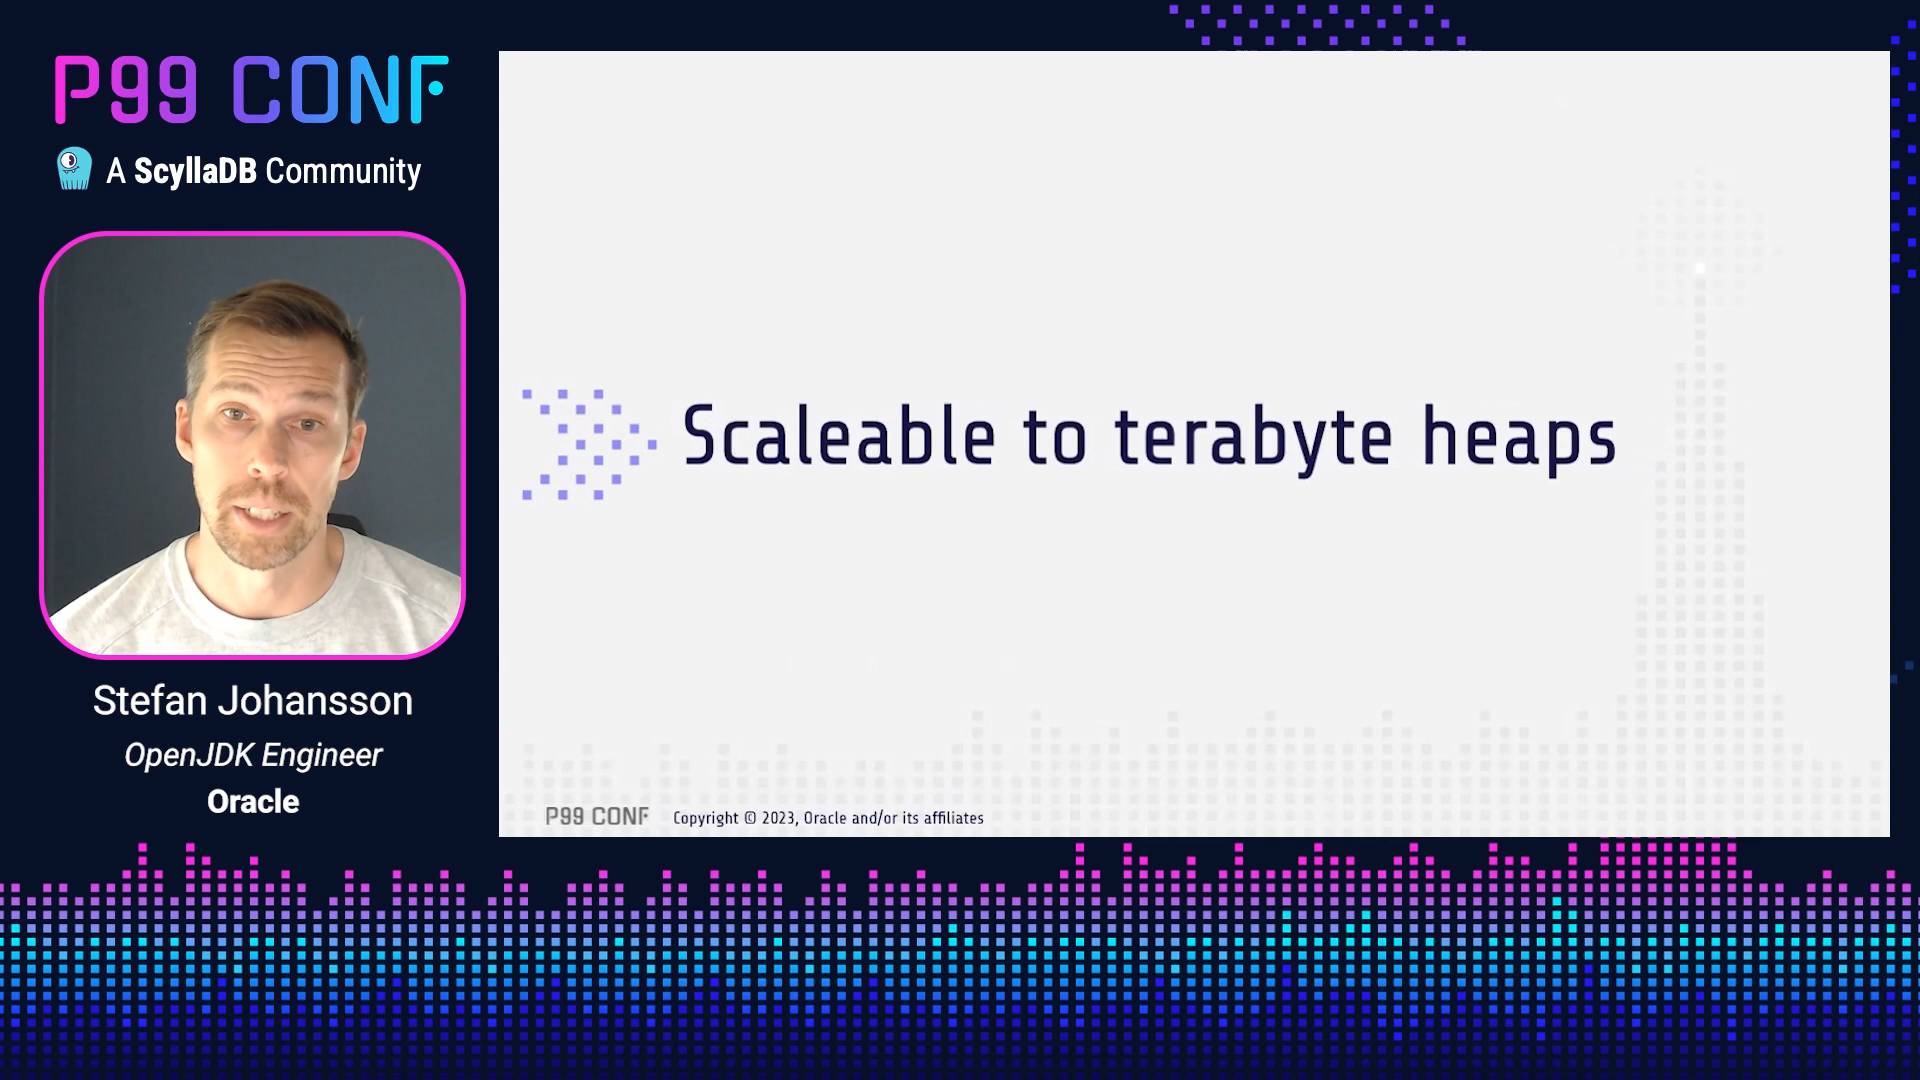 P99 CONF
A ScyllaDB Community
Stefan Johansson
OpenJDK Engineer
Oracle
Scaleable to terabyte heaps
P99 CONF
Copyright © 2023, Oracle and/or its affiliates